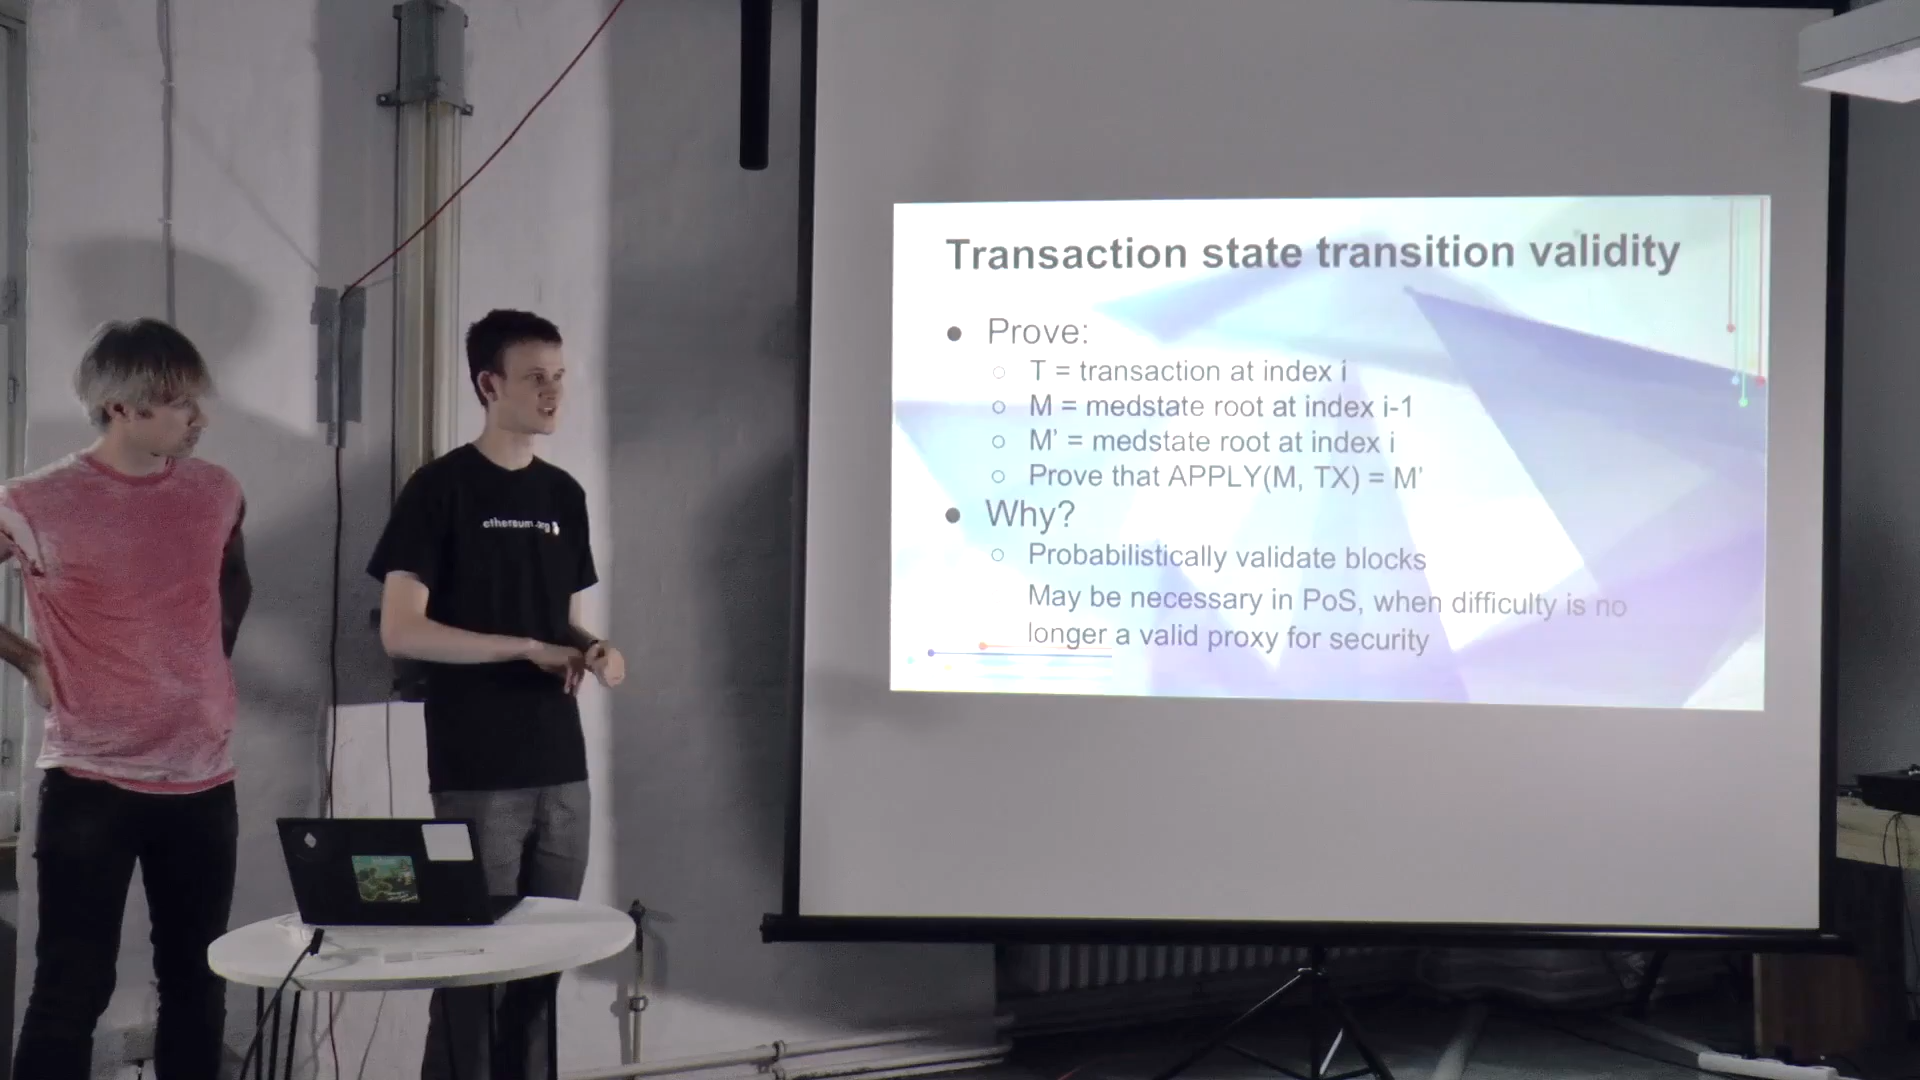 Transaction state transition validity
Prove:
T = transaction at index i
M = medstate root at index i-1
M' = medstate root at index i
Prove that APPLY(M, TX) = M'
Why?
Probabilistically validate blocks
May be necessary in PoS, when difficulty is no
longer a valid proxy for security
ethereum.org